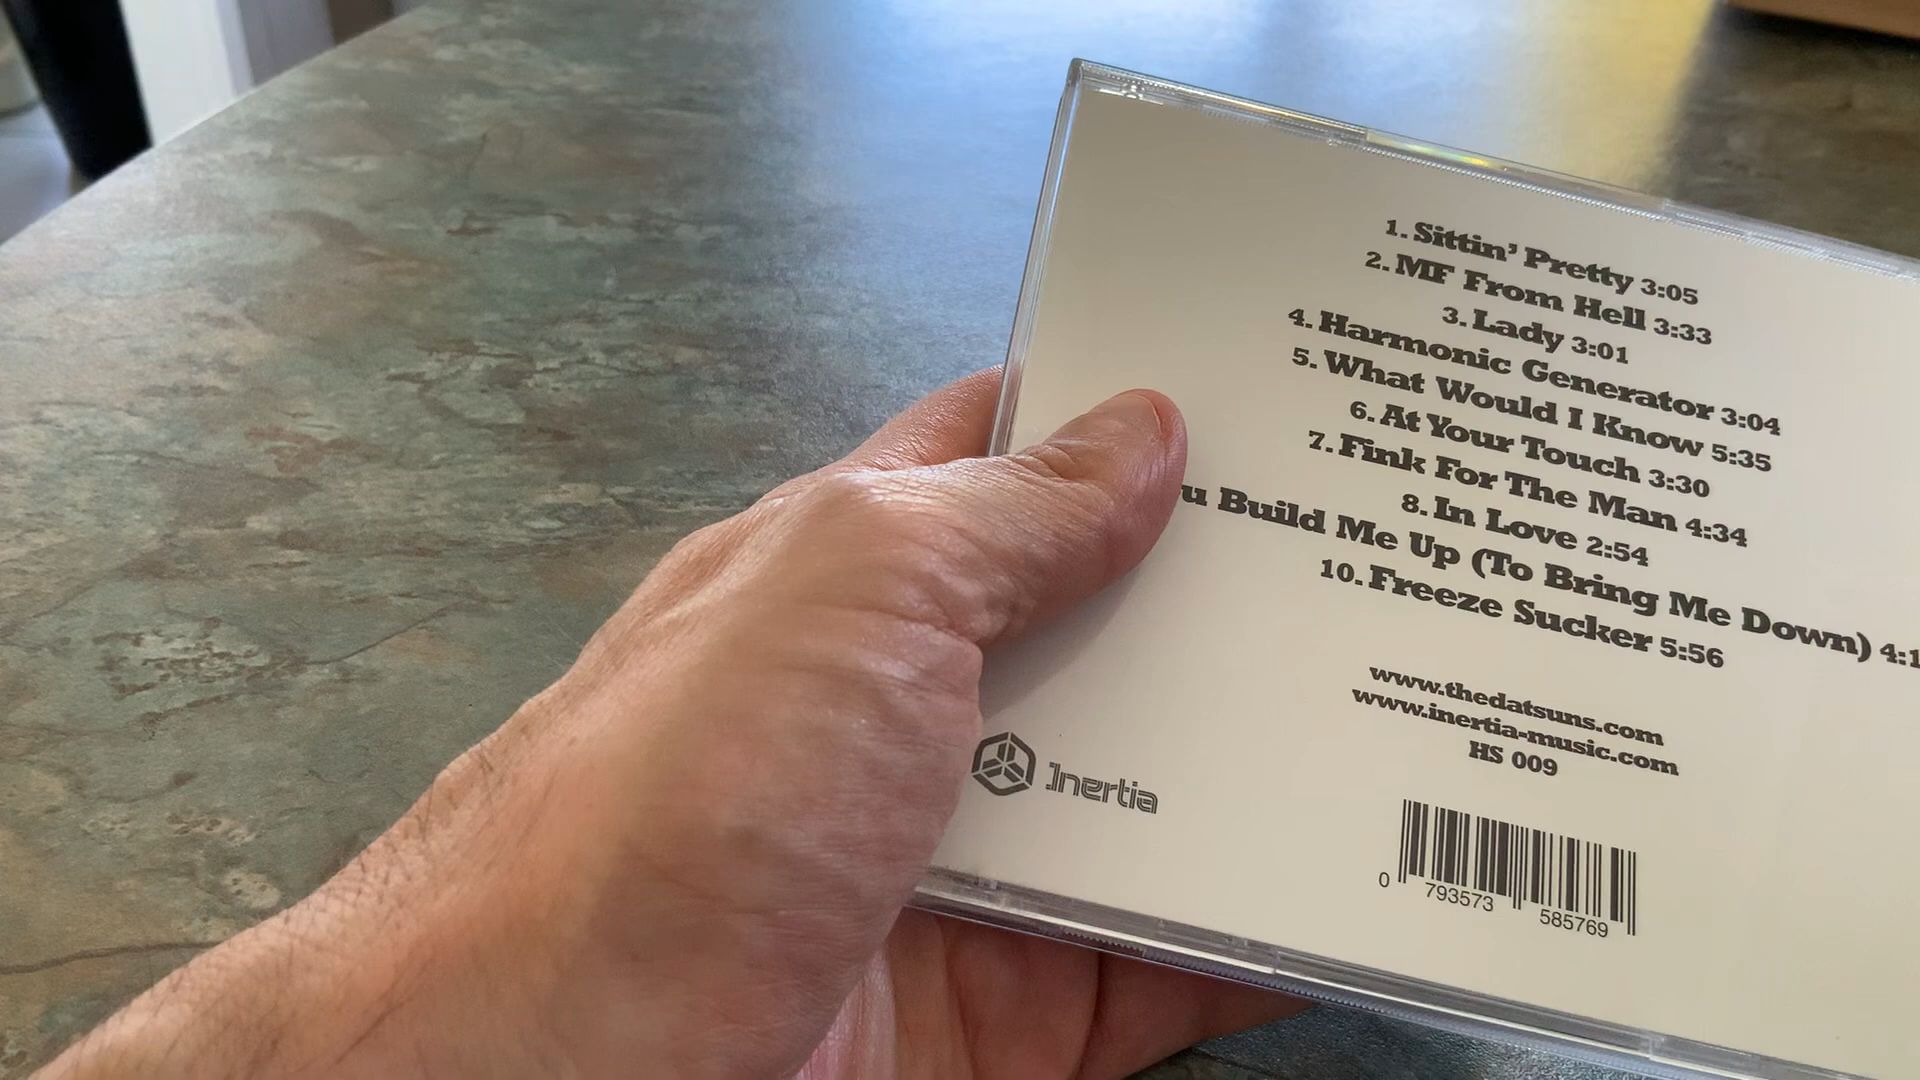 1. Sittin' Pretty 3:05
2. MF From Hell 3:33
3. Lady 3:01
4. Harmonic Generator 3:04
5. What Would I Know 5:35
6. At Your Touch 3:30
7. Fink For The Man 4:34
8. In Love 2:54
Build Me Up (To Bring Me Down)
10. Freeze Sucker 5:56
www.thedatsuns.com
www.inertia-music.com
HS 009
Inertia
0 793573 585769